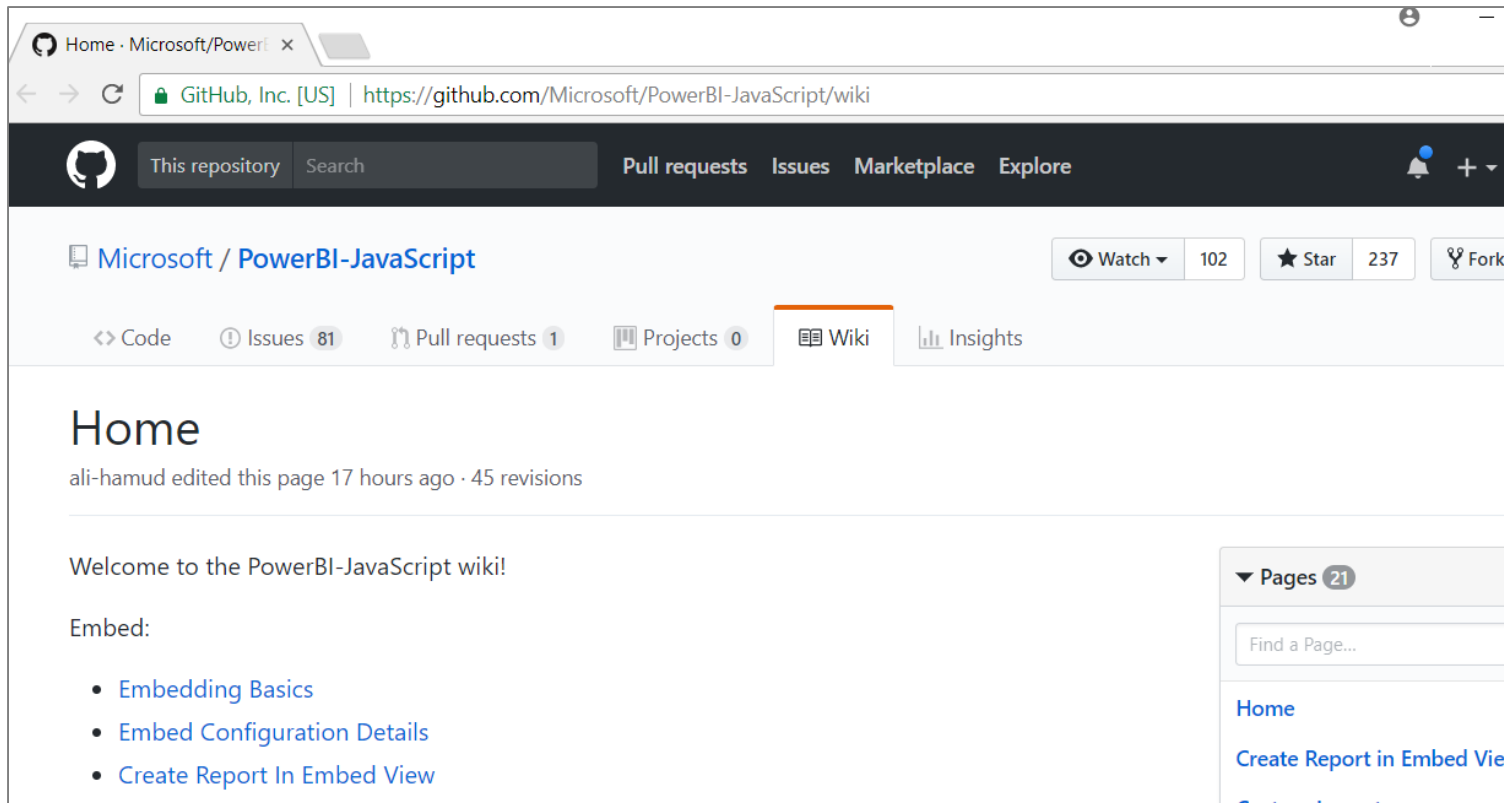 Home · Microsoft/Power
GitHub, Inc. [US] | https://github.com/Microsoft/PowerBI-JavaScript/wiki
This repository Search Pull requests Issues Marketplace Explore
Microsoft / PowerBI-JavaScript Watch 102 Star 237 Fork
Code Issues 81 Pull requests 1 Projects 0 Wiki Insights
Home
ali-hamud edited this page 17 hours ago · 45 revisions
Welcome to the PowerBI-JavaScript wiki!
Embed:
• Embedding Basics
• Embed Configuration Details
• Create Report In Embed View
Pages 21
Find a Page...
Home
Create Report in Embed Vie